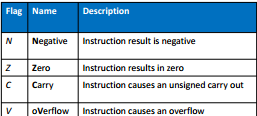 Flag Name Description
N Negative Instruction result is negative
Z Zero Instruction results in zero
C Carry Instruction causes an unsigned carry out
V oVerflow Instruction causes an overflow